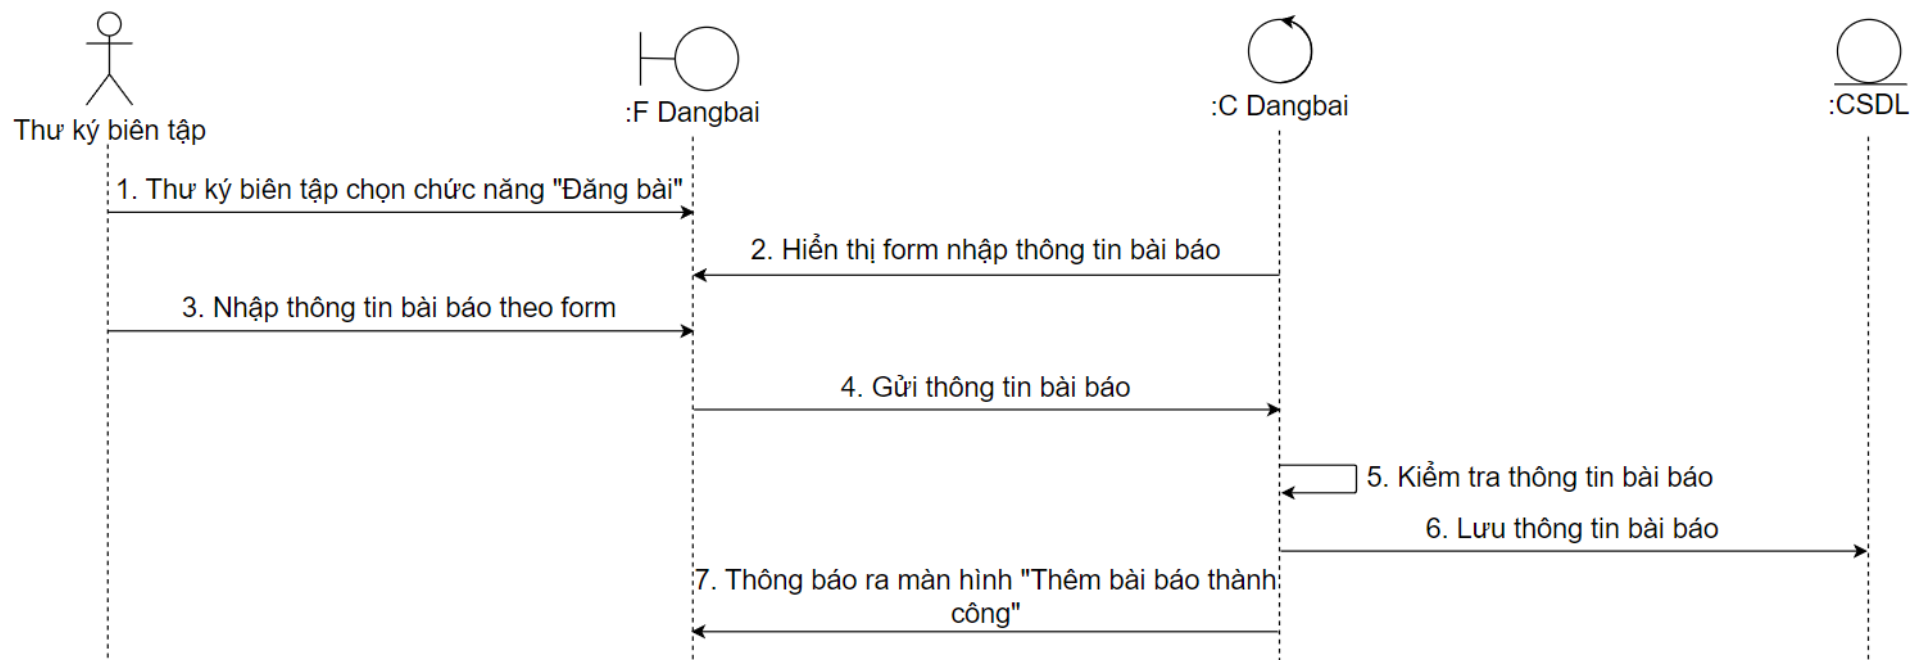 Thư ký biên tập
:F Dangbai
:C Dangbai
:CSDL
1. Thư ký biên tập chọn chức năng "Đăng bài"
2. Hiển thị form nhập thông tin bài báo
3. Nhập thông tin bài báo theo form
4. Gửi thông tin bài báo
5. Kiểm tra thông tin bài báo
6. Lưu thông tin bài báo
7. Thông báo ra màn hình "Thêm bài báo thành
công"